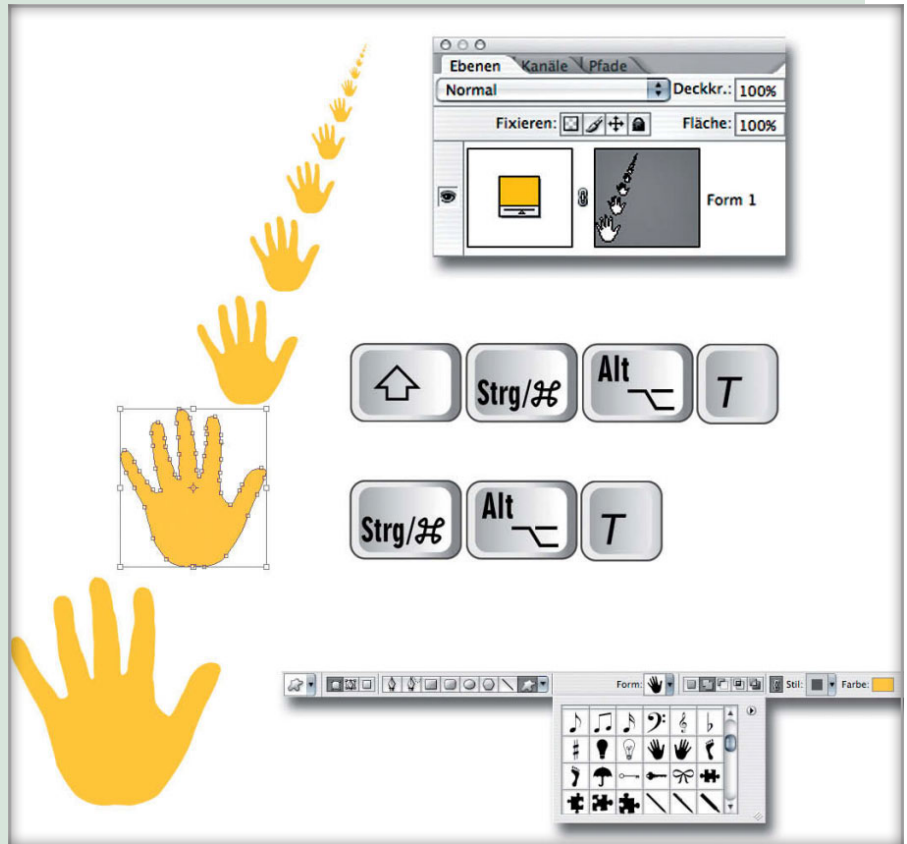 Ebenen Kanäle Pfade
Normal Deckkr.: 100%
Fixieren: Fläche: 100%
Form 1
Strg/⌘ Alt T
Strg/⌘ Alt T
Form: Stil: Farbe: